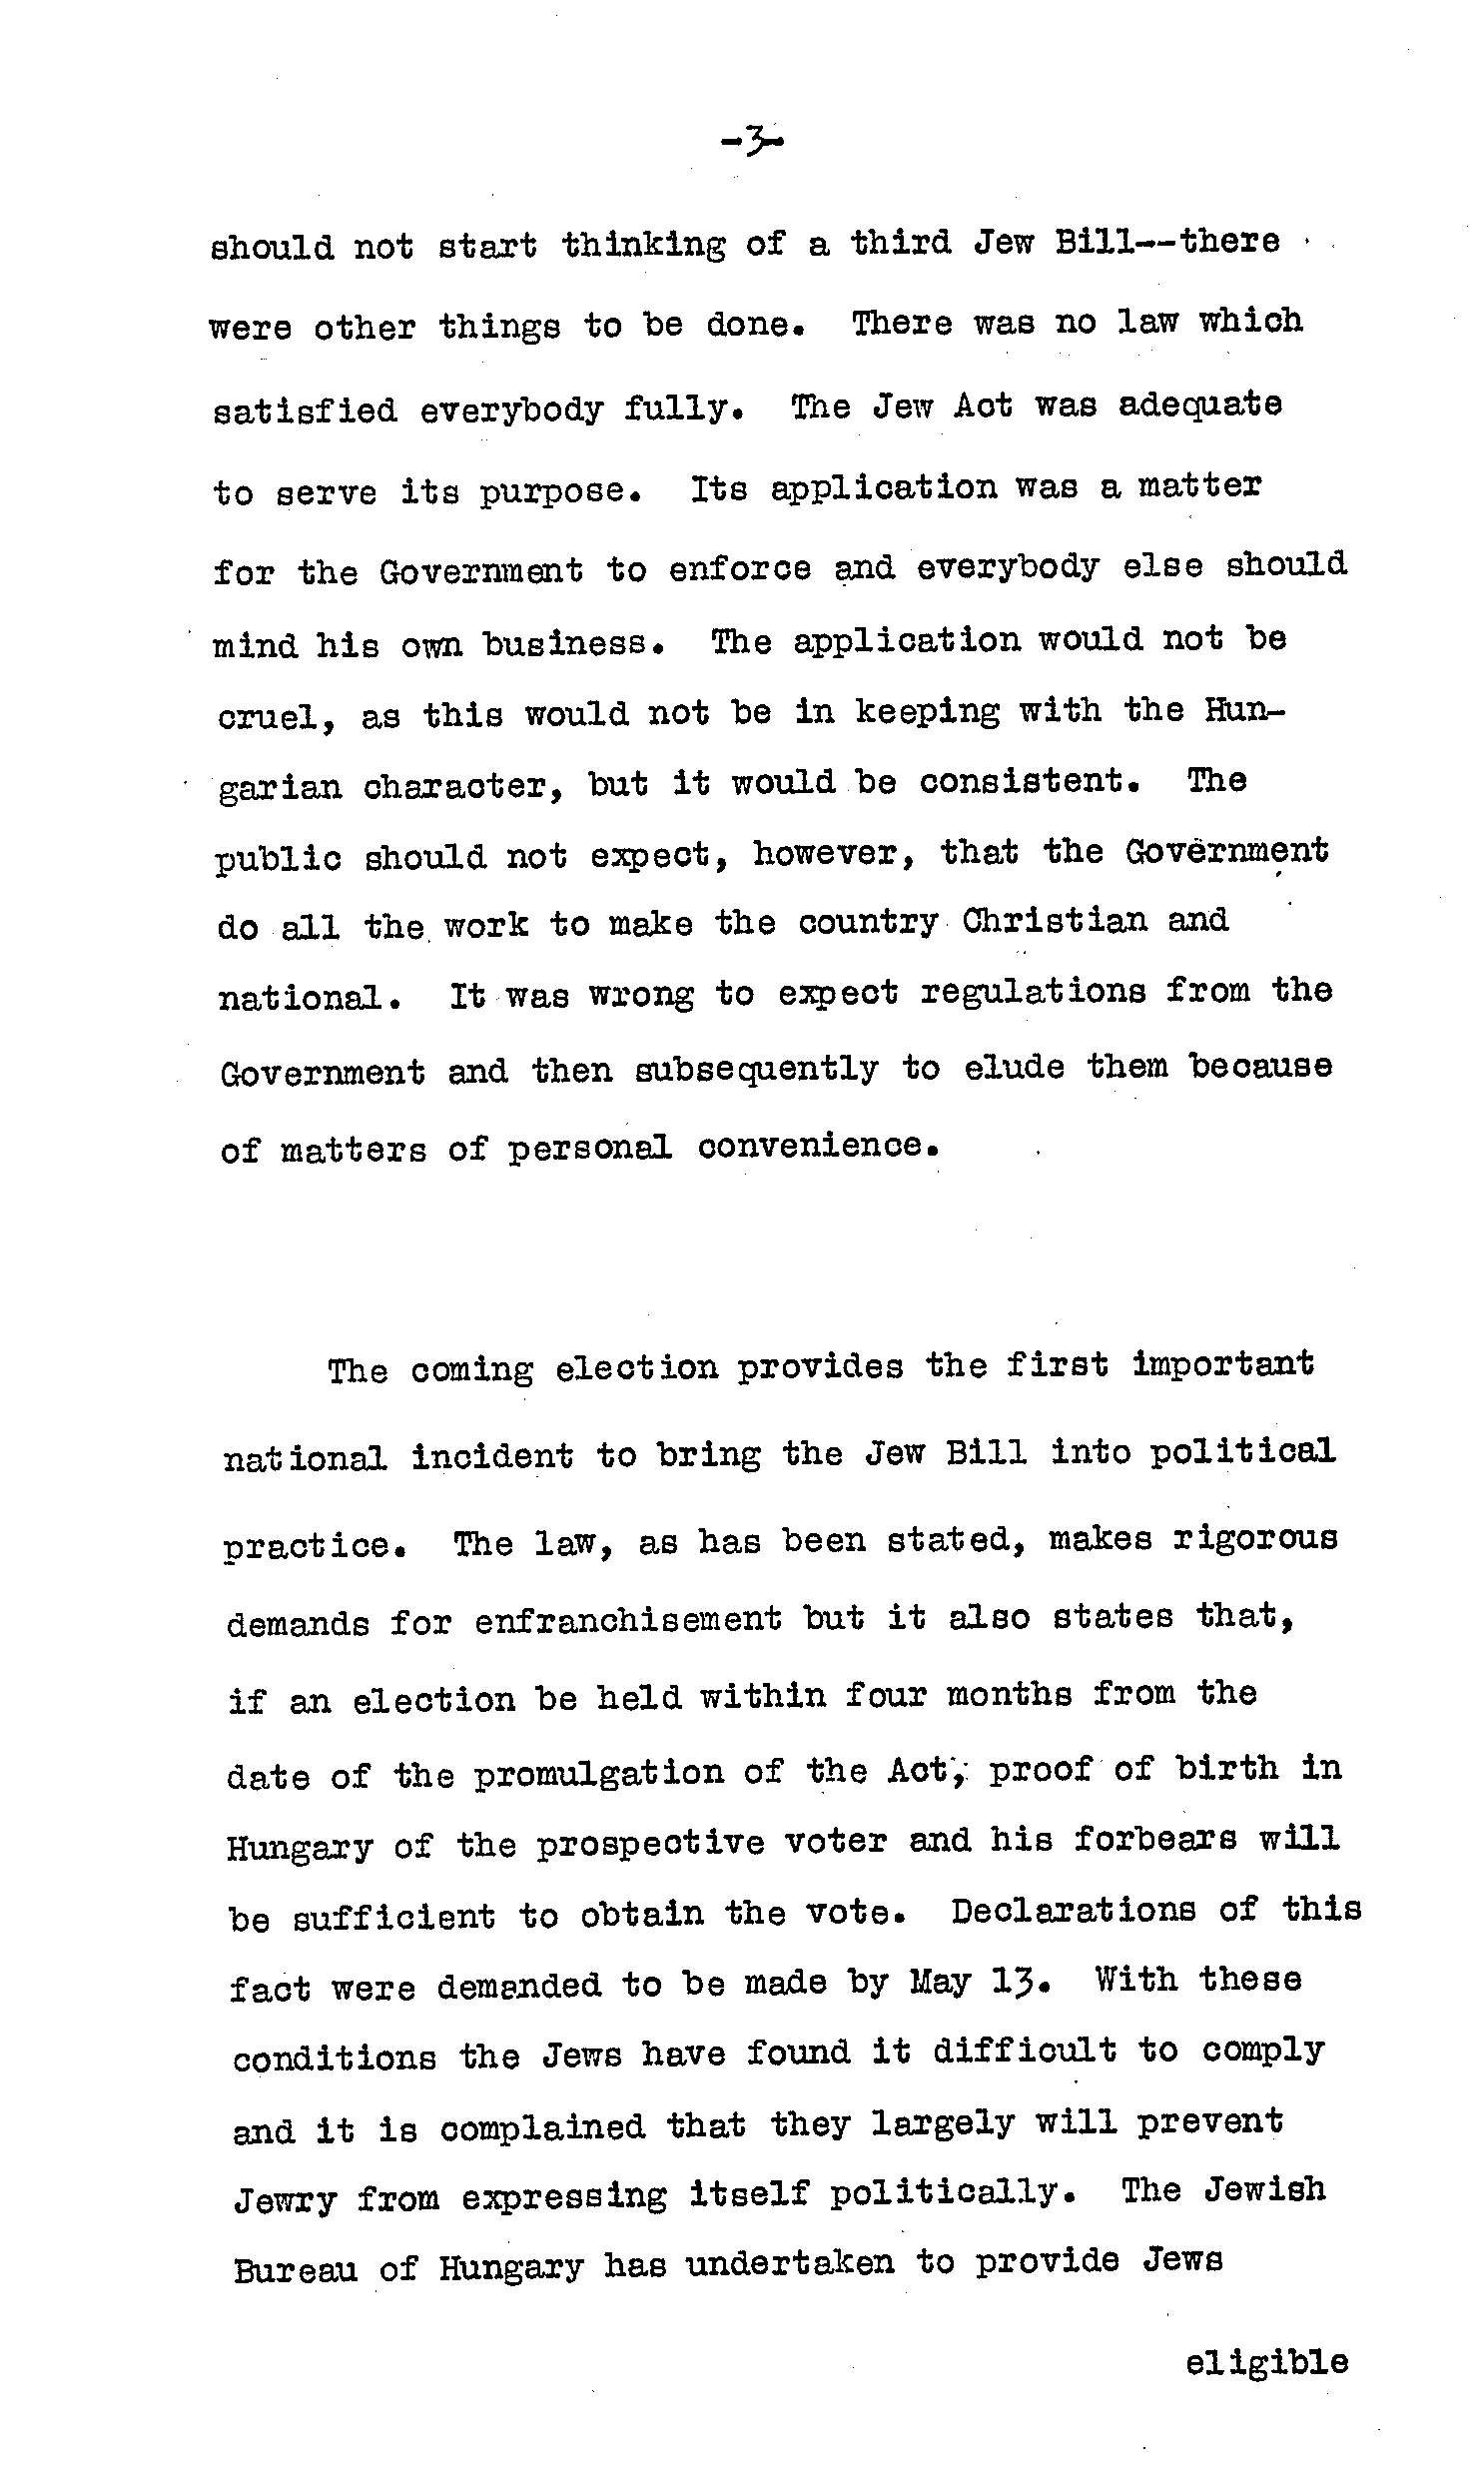 -3-
should not start thinking of a third Jew Bill--there
were other things to be done. There was no law which
satisfied everybody fully. The Jew Act was adequate
to serve its purpose. Its application was a matter
for the Government to enforce and everybody else should
mind his own business. The application would not be
cruel, as this would not be in keeping with the Hun-
garian character, but it would be consistent. The
public should not expect, however, that the Government
do all the work to make the country Christian and
national. It was wrong to expect regulations from the
Government and then subsequently to elude them because
of matters of personal convenience.
The coming election provides the first important
national incident to bring the Jew Bill into political
practice. The law, as has been stated, makes rigorous
demands for enfranchisement but it also states that,
if an election be held within four months from the
date of the promulgation of the Act, proof of birth in
Hungary of the prospective voter and his forbears will
be sufficient to obtain the vote. Declarations of this
fact were demanded to be made by May 13. With these
conditions the Jews have found it difficult to comply
and it is complained that they largely will prevent
Jewry from expressing itself politically. The Jewish
Bureau of Hungary has undertaken to provide Jews
eligible